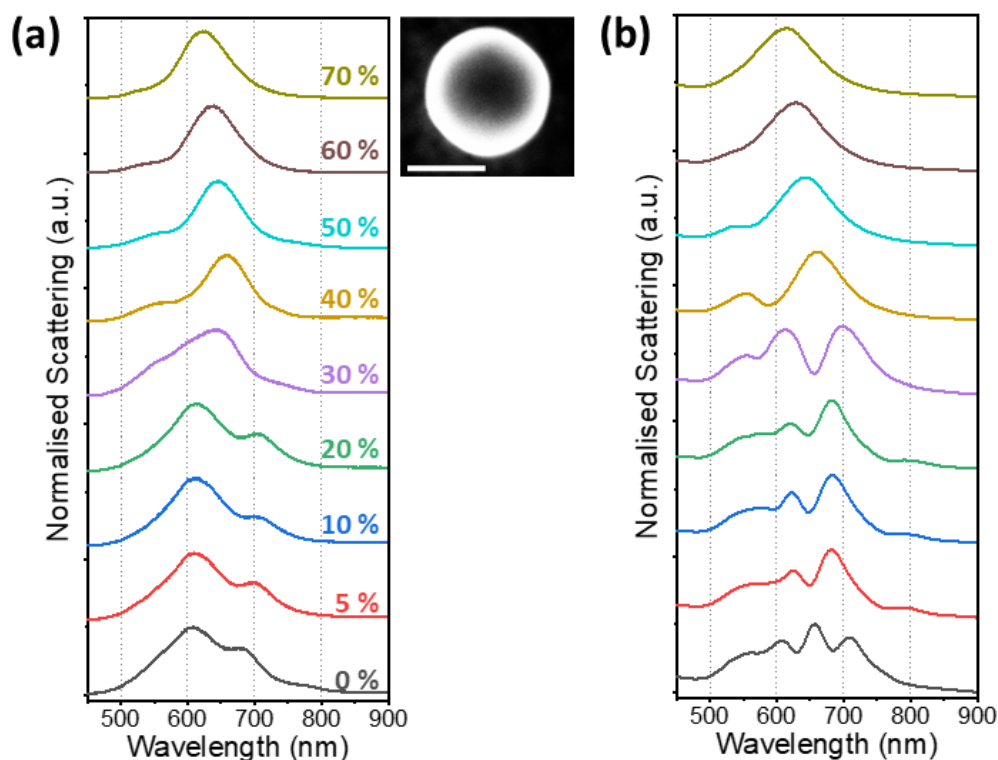 (a)
Normalised Scattering (a.u.)
70 %
60 %
50 %
40 %
30 %
20 %
10 %
5 %
0 %
500 600 700 800 900
Wavelength (nm)
(b)
Normalised Scattering (a.u.)
500 600 700 800 900
Wavelength (nm)